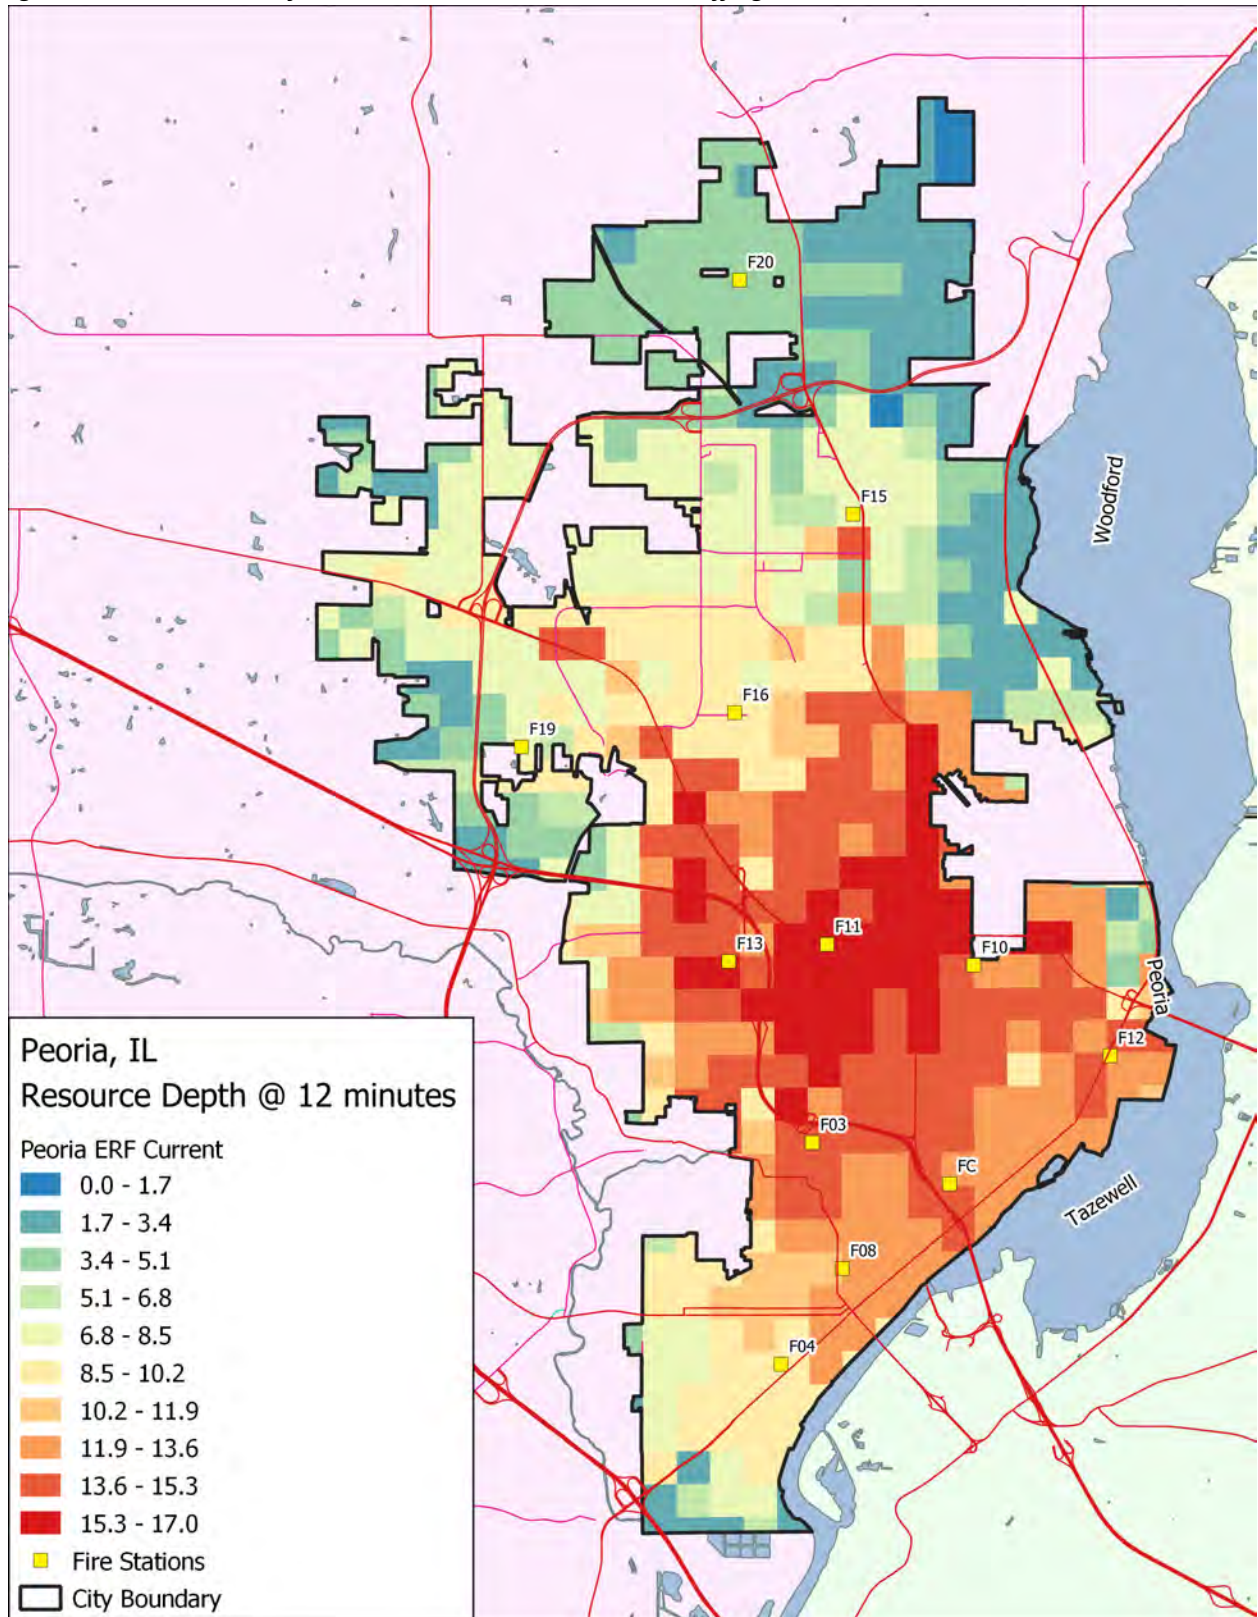 F20
F15
Woodford
F16
F19
F11
F13
F10
Peoria
F12
F03
FC
Tazewell
F08
F04
Peoria, IL
Resource Depth @ 12 minutes
Peoria ERF Current
0.0 - 1.7
1.7 - 3.4
3.4 - 5.1
5.1 - 6.8
6.8 - 8.5
8.5 - 10.2
10.2 - 11.9
11.9 - 13.6
13.6 - 15.3
15.3 - 17.0
Fire Stations
City Boundary